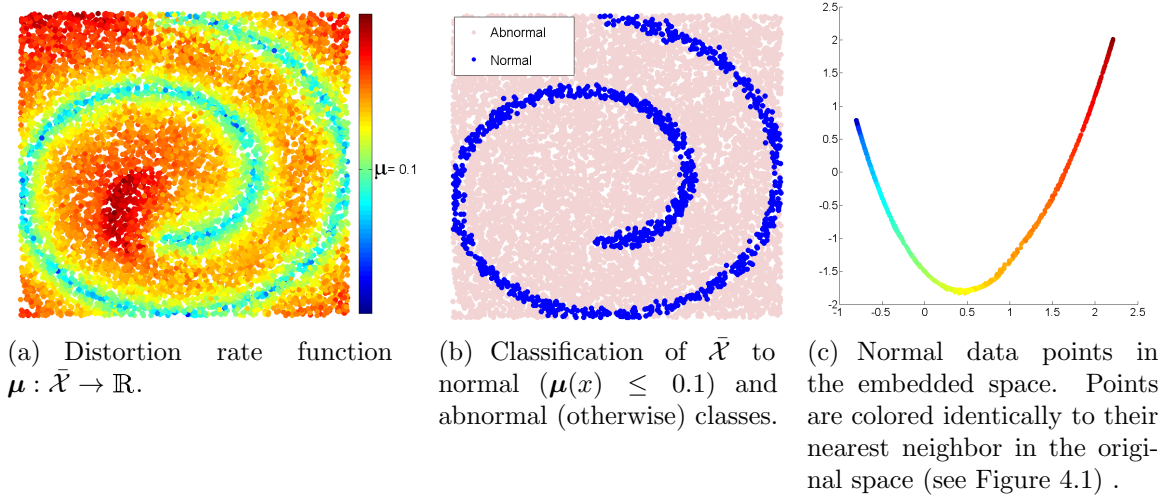 μ= 0.1
(a) Distortion rate function
μ : X̄ → ℝ.
Abnormal
Normal
(b) Classification of X̄ to
normal (μ(x) ≤ 0.1) and
abnormal (otherwise) classes.
2.5
2
1.5
1
0.5
0
-0.5
-1
-1.5
-2
-1 -0.5 0 0.5 1 1.5 2 2.5
(c) Normal data points in
the embedded space. Points
are colored identically to their
nearest neighbor in the origi-
nal space (see Figure 4.1) .